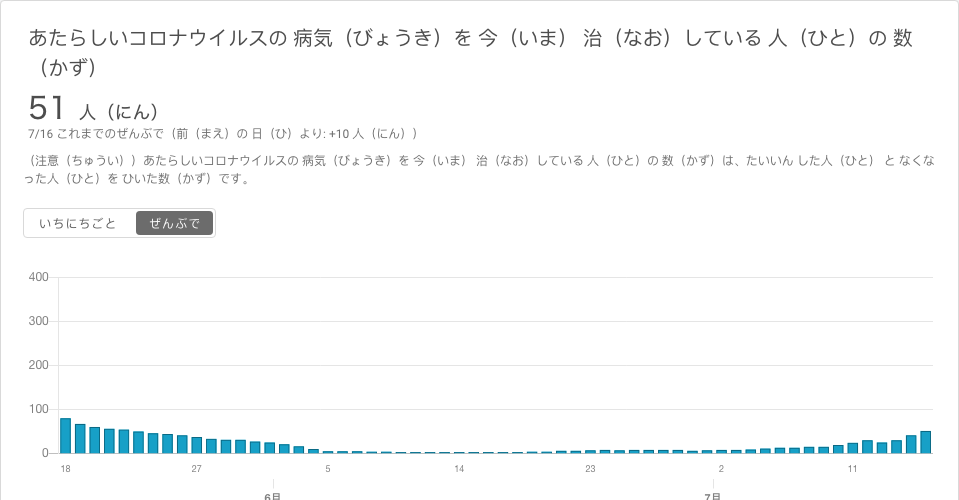 あたらしいコロナウイルスの 病気（びょうき）を 今（いま） 治（なお）している 人（ひと）の 数
（かず）
51 人（にん）
7/16 これまでのぜんぶで（前（まえ）の 日（ひ）より: +10 人（にん））
（注意（ちゅうい））あたらしいコロナウイルスの 病気（びょうき）を 今（いま） 治（なお）している 人（ひと）の 数（かず）は、たいいん した人（ひと） と なくな
った人（ひと）を ひいた数（かず）です。
いちにちごと ぜんぶで
400
300
200
100
0
18 27 5 14 23 2 11
6月 7月